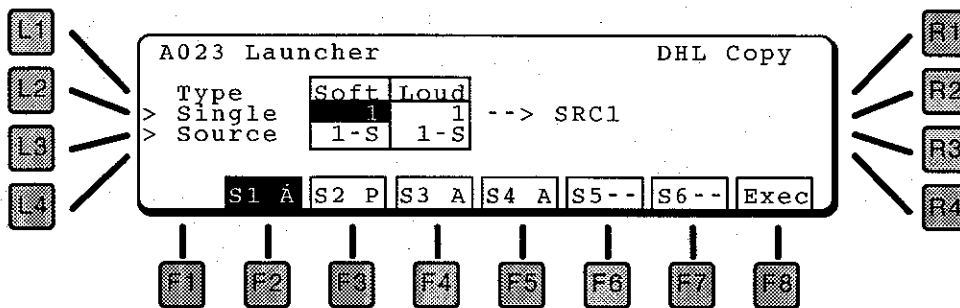 L1
R1
A023 Launcher DHL Copy
L2
R2
Type Soft Loud
> Single 1 1 --> SRC1
> Source 1-S 1-S
L3
R3
L4
R4
S1 A S2 P S3 A S4 A S5-- S6-- Exec
F1 F2 F3 F4 F5 F6 F7 F8